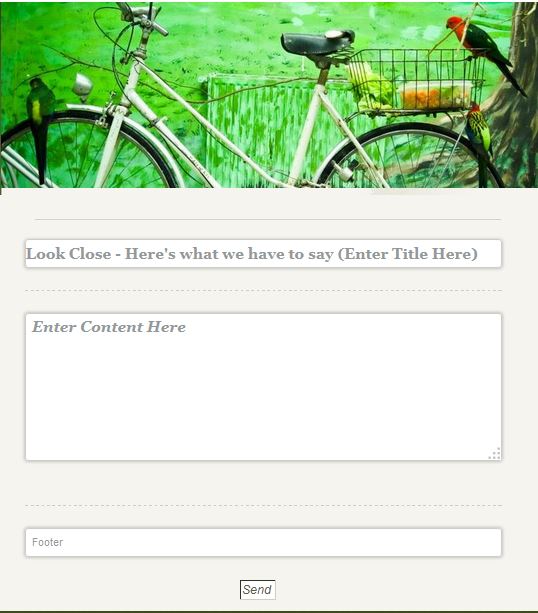 Look Close - Here's what we have to say (Enter Title Here)
Enter Content Here
Footer
Send